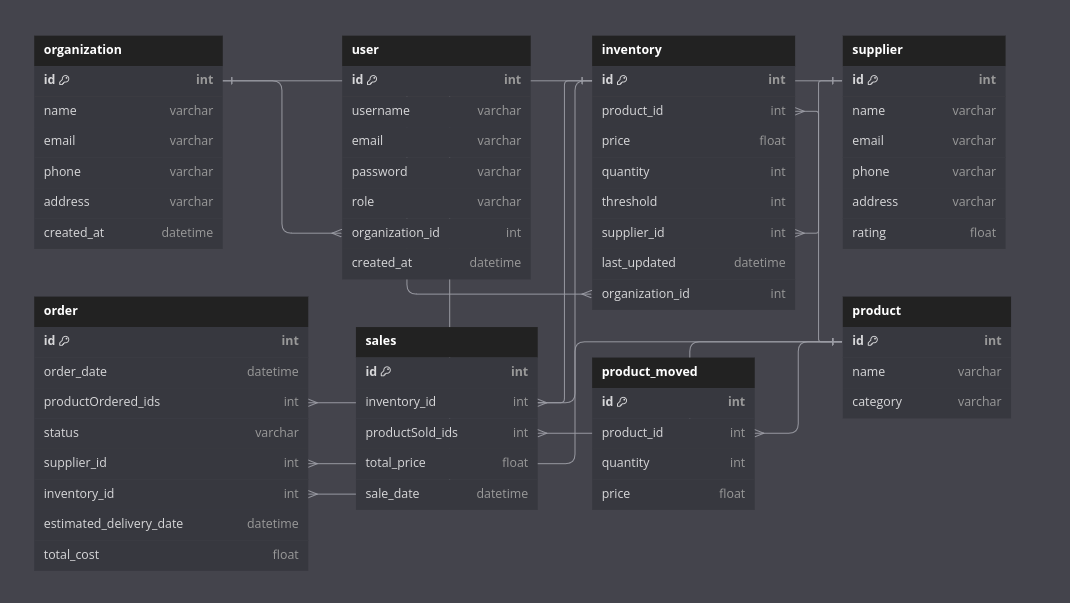 organization
id int
name varchar
email varchar
phone varchar
address varchar
created_at datetime
user
id int
username varchar
email varchar
password varchar
role varchar
organization_id int
created_at datetime
inventory
id int
product_id int
price float
quantity int
threshold int
supplier_id int
last_updated datetime
organization_id int
supplier
id int
name varchar
email varchar
phone varchar
address varchar
rating float
order
id int
order_date datetime
productOrdered_ids int
status varchar
supplier_id int
inventory_id int
estimated_delivery_date datetime
total_cost float
sales
id int
inventory_id int
productSold_ids int
total_price float
sale_date datetime
product_moved
id int
product_id int
quantity int
price float
product
id int
name varchar
category varchar